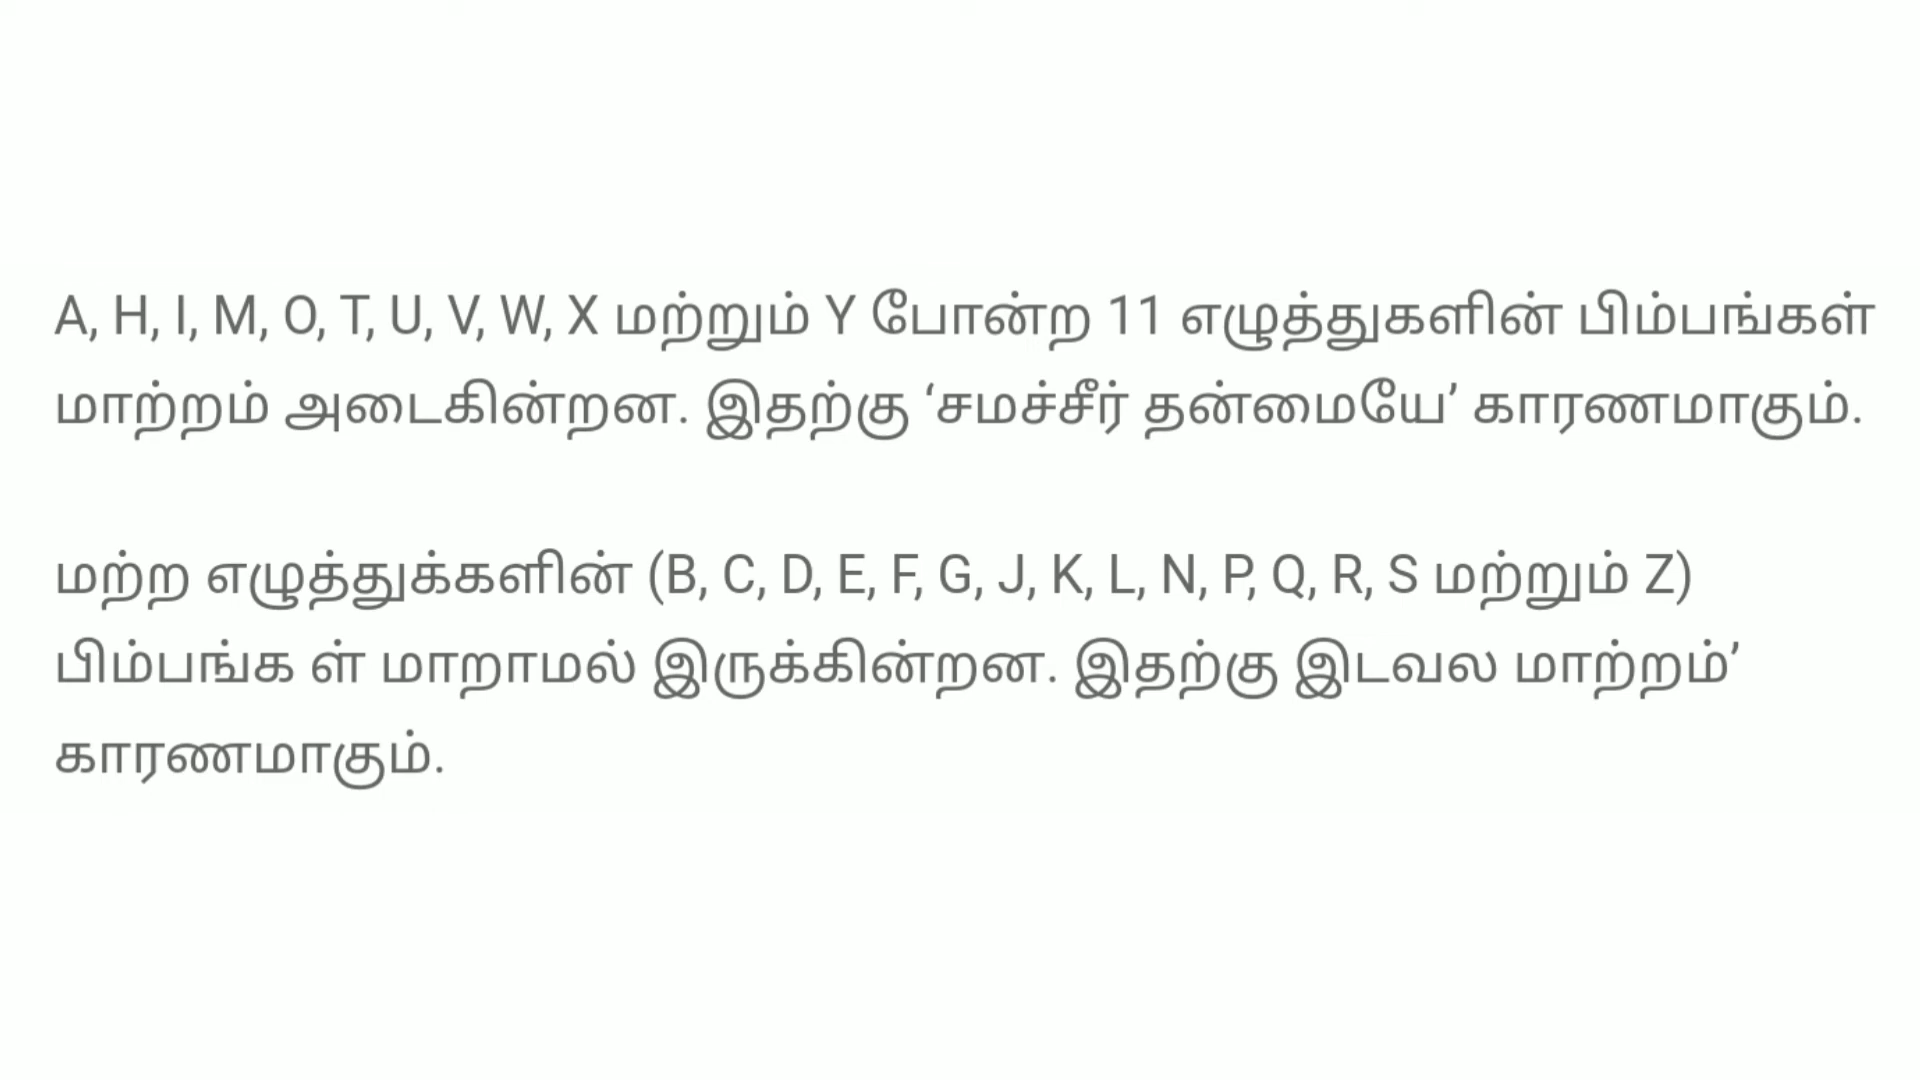 A, H, I, M, O, T, U, V, W, X மற்றும் Y போன்ற 11 எழுத்துகளின் பிம்பங்கள்
மாற்றம் அடைகின்றன. இதற்கு ‘சமச்சீர் தன்மையே’ காரணமாகும்.
மற்ற எழுத்துக்களின் (B, C, D, E, F, G, J, K, L, N, P, Q, R, S மற்றும் Z)
பிம்பங்க ள் மாறாமல் இருக்கின்றன. இதற்கு இடவல மாற்றம்’
காரணமாகும்.